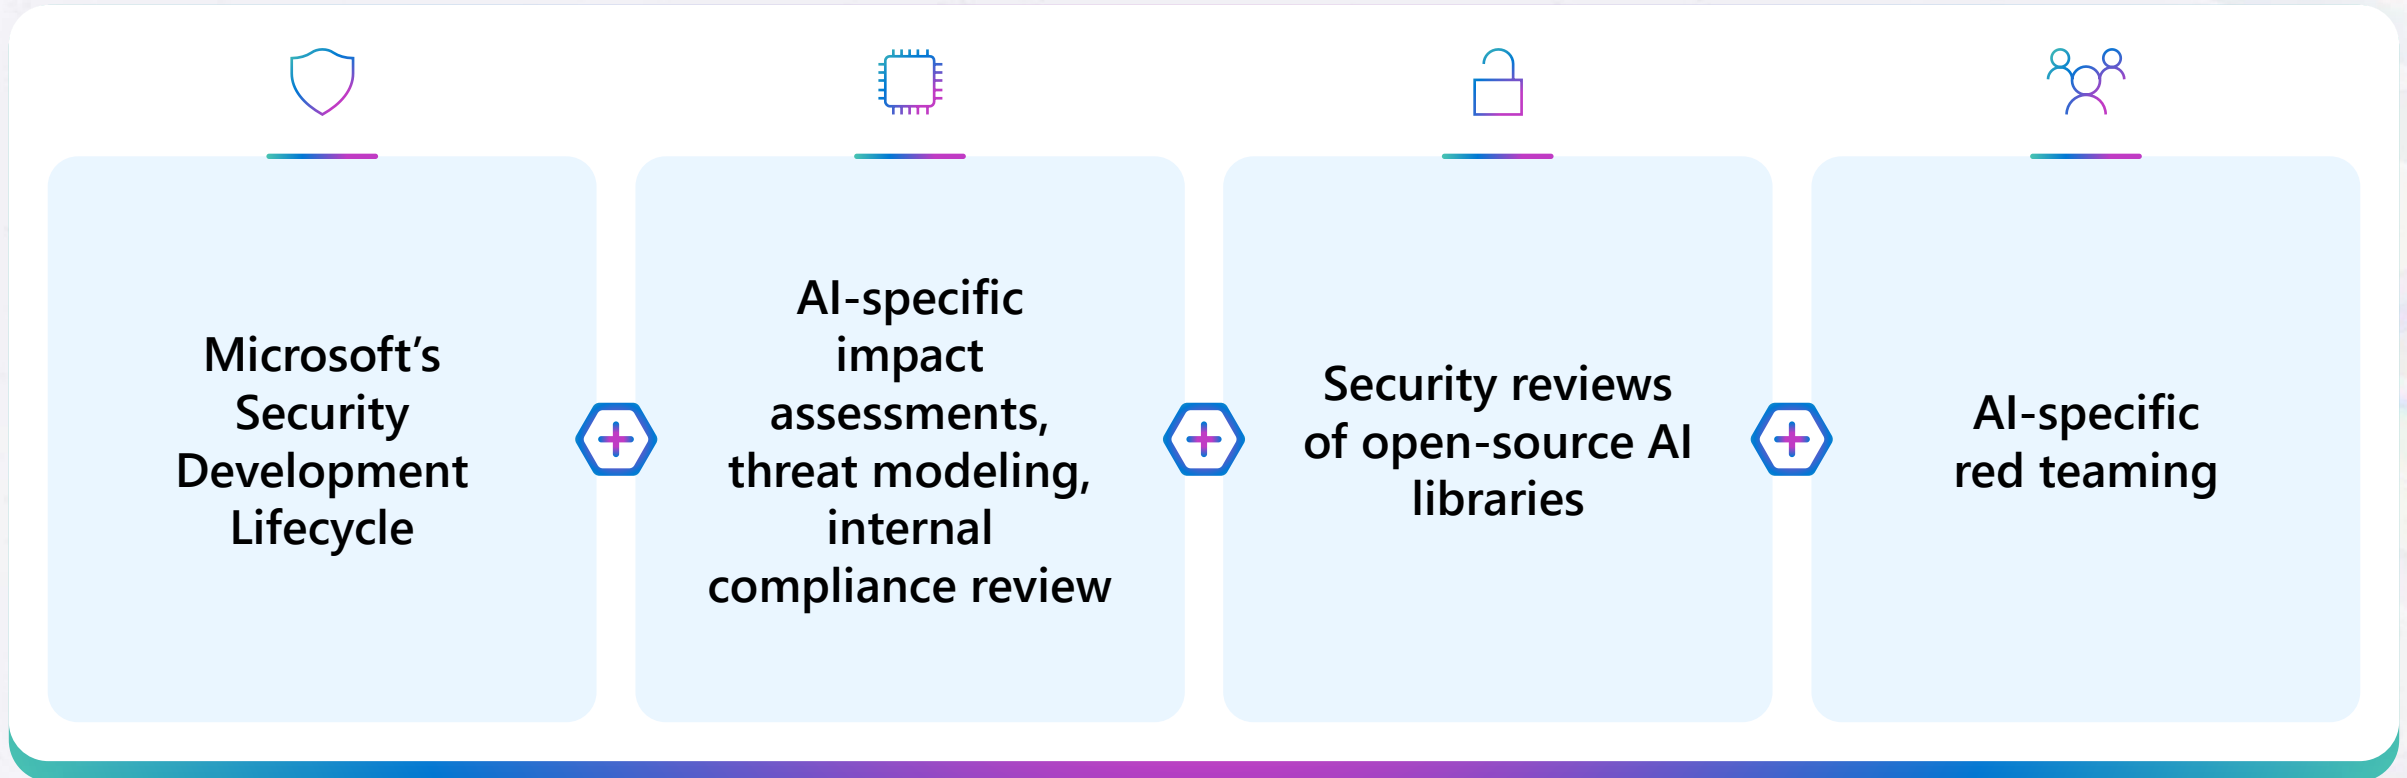 Microsoft’s
Security
Development
Lifecycle
AI-specific
impact
assessments,
threat modeling,
internal
compliance review
Security reviews
of open-source AI
libraries
AI-specific
red teaming